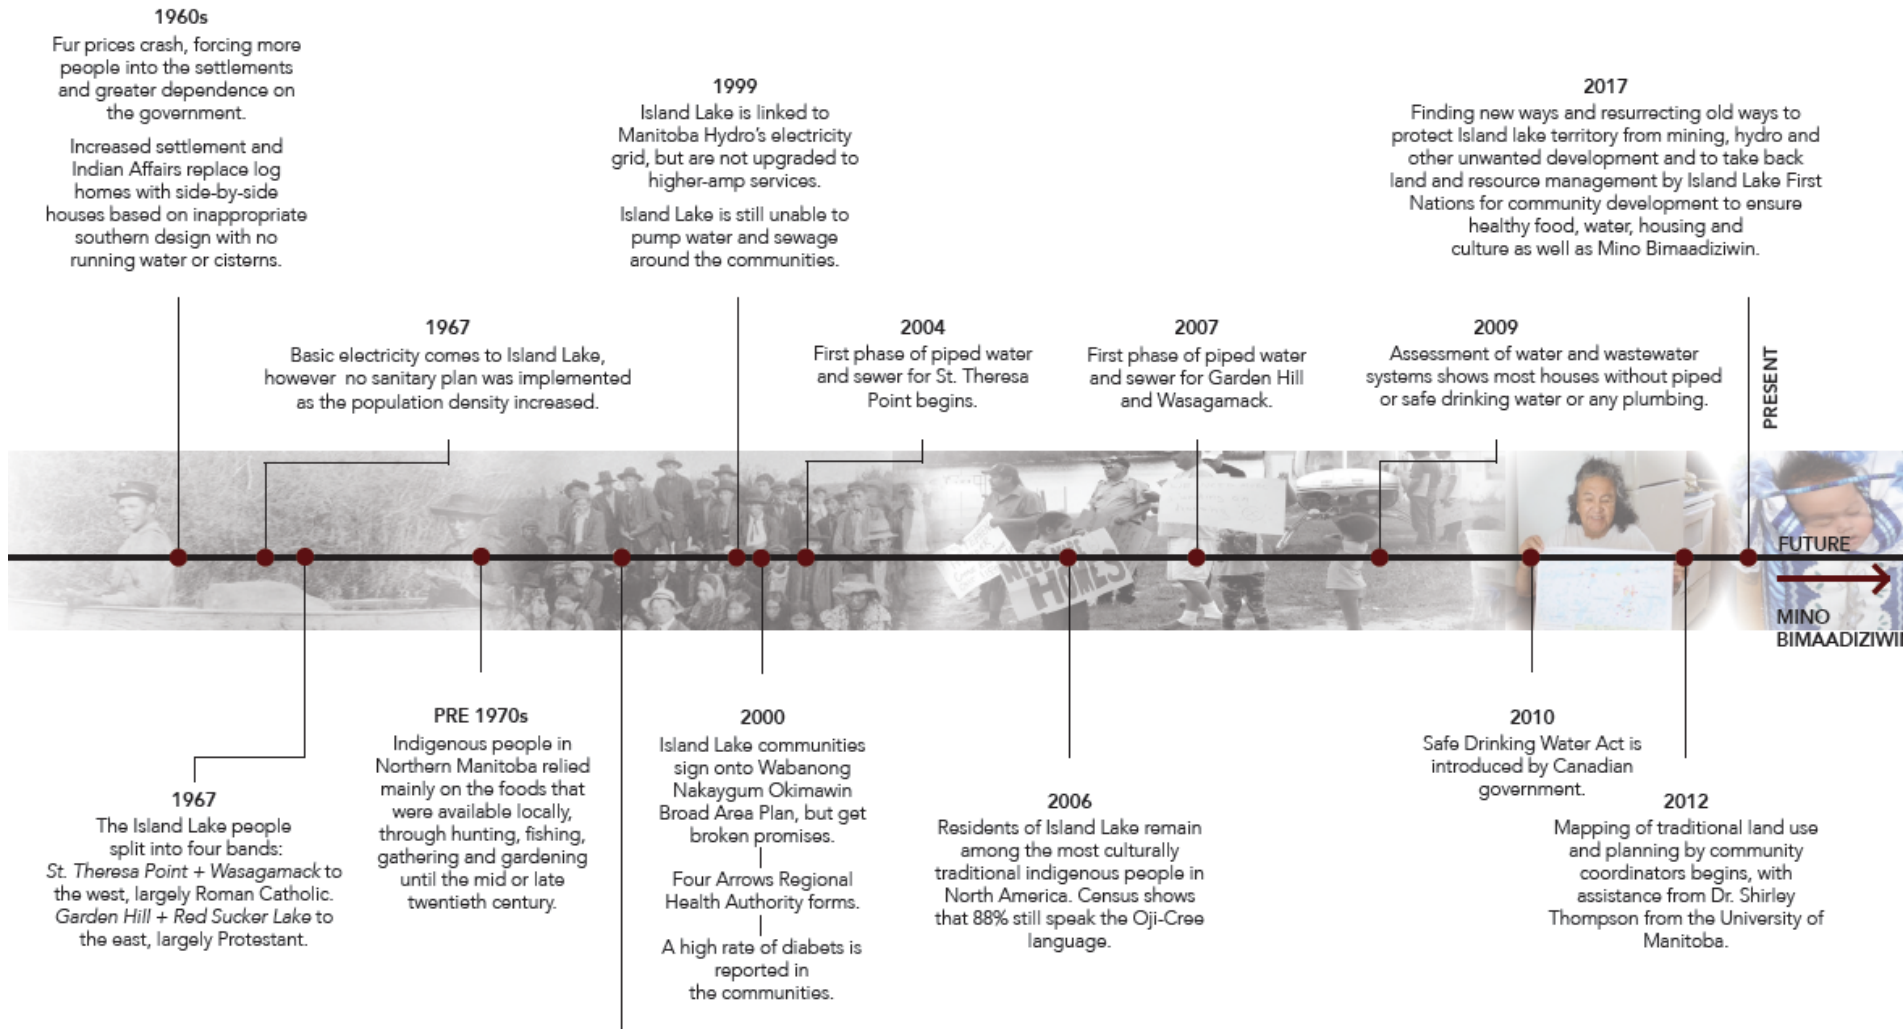 1960s
Fur prices crash, forcing more
people into the settlements
and greater dependence on
the government.
Increased settlement and
Indian Affairs replace log
homes with side-by-side
houses based on inappropriate
southern design with no
running water or cisterns.
1967
Basic electricity comes to Island Lake,
however no sanitary plan was implemented
as the population density increased.
1999
Island Lake is linked to
Manitoba Hydro's electricity
grid, but are not upgraded to
higher-amp services.
Island Lake is still unable to
pump water and sewage
around the communities.
2004
First phase of piped water
and sewer for St. Theresa
Point begins.
2007
First phase of piped water
and sewer for Garden Hill
and Wasagamack.
2009
Assessment of water and wastewater
systems shows most houses without piped
or safe drinking water or any plumbing.
2017
Finding new ways and resurrecting old ways to
protect Island lake territory from mining, hydro and
other unwanted development and to take back
land and resource management by Island Lake First
Nations for community development to ensure
healthy food, water, housing and
culture as well as Mino Bimaadiziwin.
PRESENT
HOMES
FUTURE
MINO
BIMAADIZIWI
1967
The Island Lake people
split into four bands:
St. Theresa Point + Wasagamack to
the west, largely Roman Catholic.
Garden Hill + Red Sucker Lake to
the east, largely Protestant.
PRE 1970s
Indigenous people in
Northern Manitoba relied
mainly on the foods that
were available locally,
through hunting, fishing,
gathering and gardening
until the mid or late
twentieth century.
2000
Island Lake communities
sign onto Wabanong
Nakaygum Okimawin
Broad Area Plan, but get
broken promises.
Four Arrows Regional
Health Authority forms.
A high rate of diabets is
reported in
the communities.
2006
Residents of Island Lake remain
among the most culturally
traditional indigenous people in
North America. Census shows
that 88% still speak the Oji-Cree
language.
2010
Safe Drinking Water Act is
introduced by Canadian
government.
2012
Mapping of traditional land use
and planning by community
coordinators begins, with
assistance from Dr. Shirley
Thompson from the University of
Manitoba.